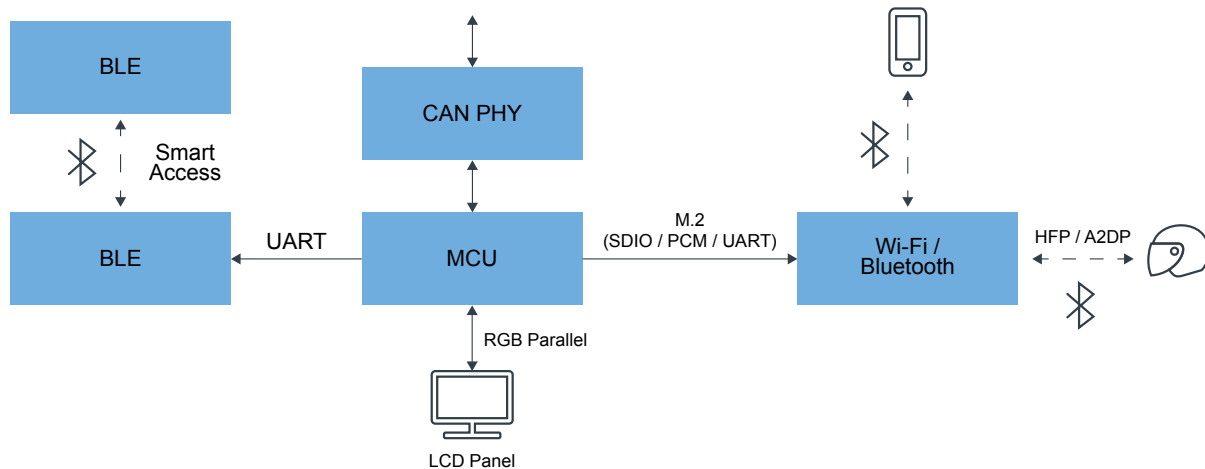 BLE
CAN PHY
Smart
Access
BLE
UART
MCU
M.2
(SDIO / PCM / UART)
Wi-Fi /
Bluetooth
HFP / A2DP
RGB Parallel
LCD Panel